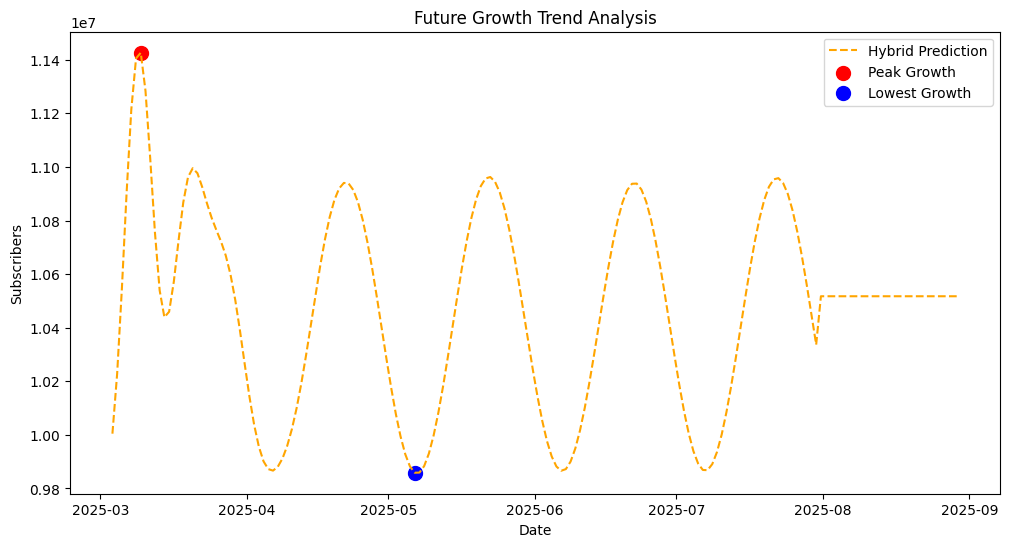 Future Growth Trend Analysis
1e7
Hybrid Prediction
Peak Growth
Lowest Growth
1.14
1.12
1.10
1.08
1.06
1.04
1.02
1.00
0.98
Subscribers
2025-03
2025-04
2025-05
2025-06
2025-07
2025-08
2025-09
Date